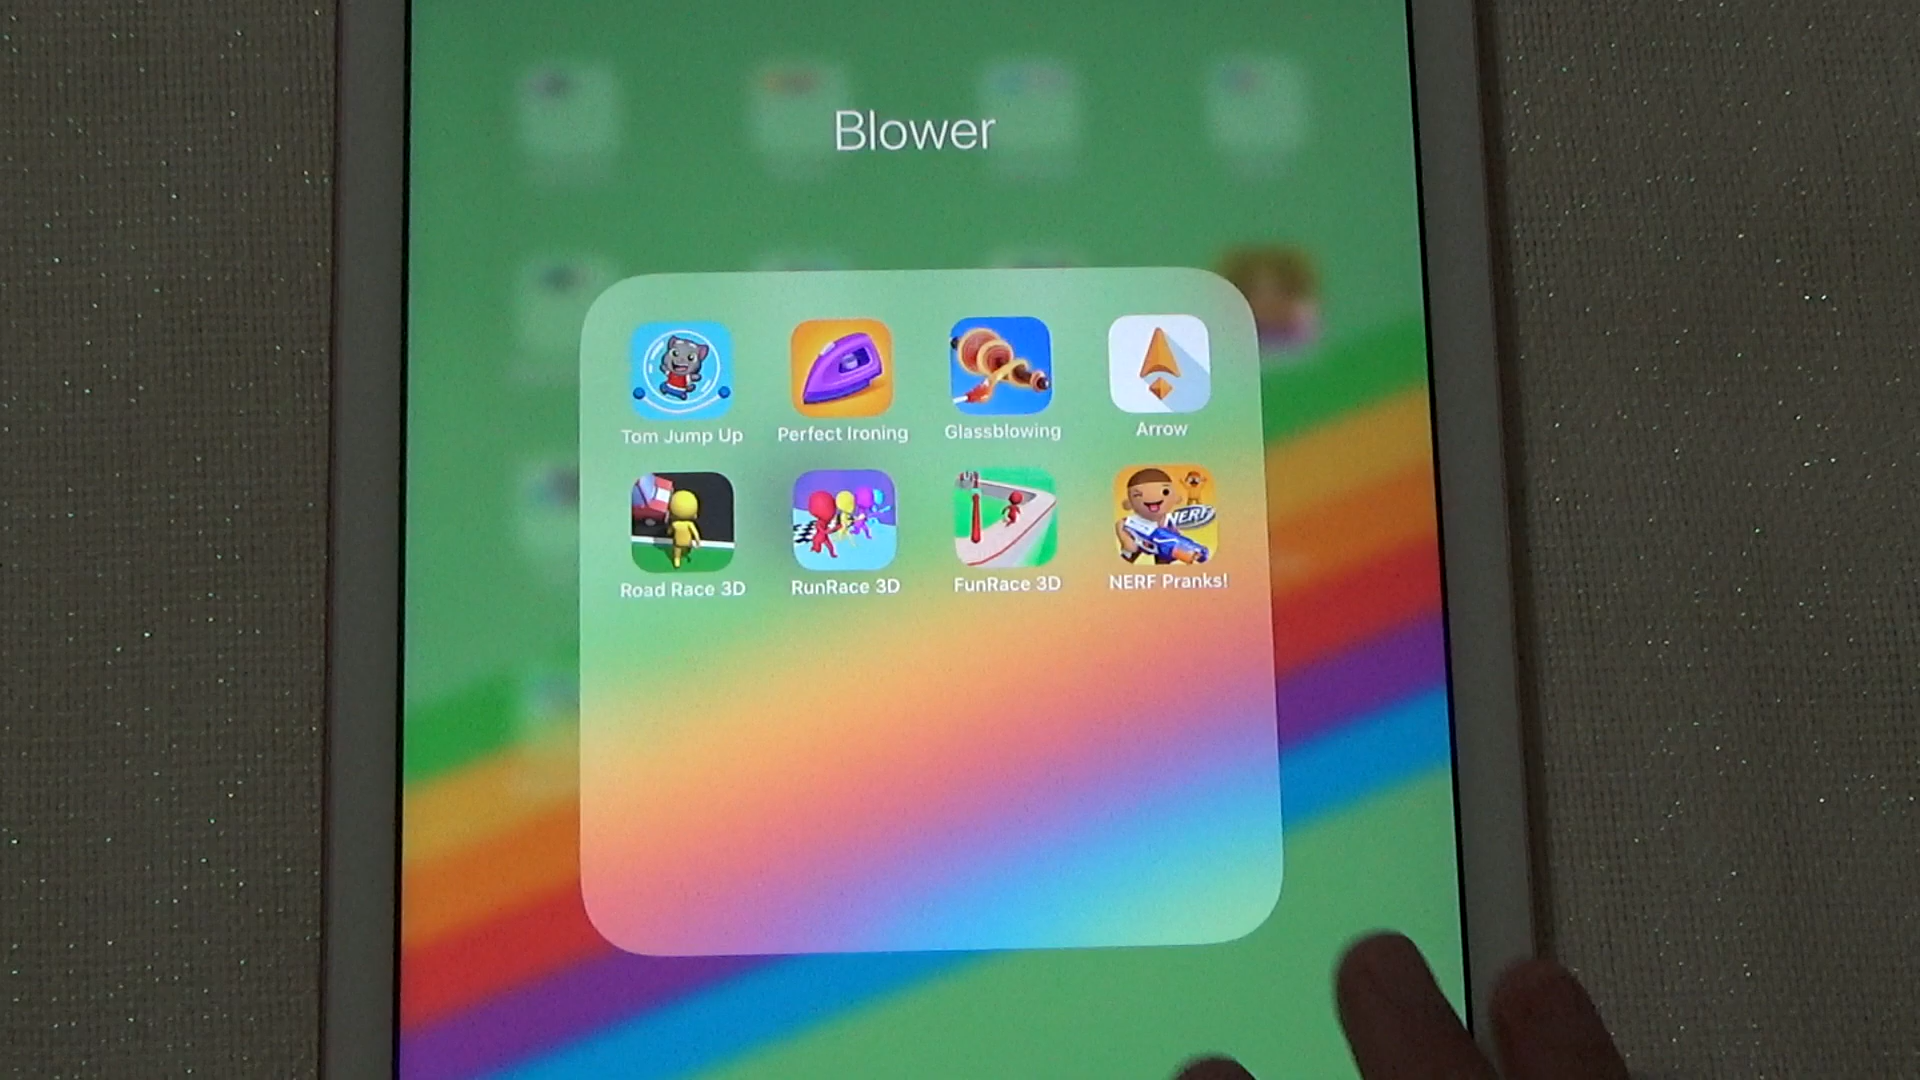 Blower
Tom Jump Up
Perfect Ironing
Glassblowing
Arrow
NERF
Road Race 3D
RunRace 3D
FunRace 3D
NERF Pranks!